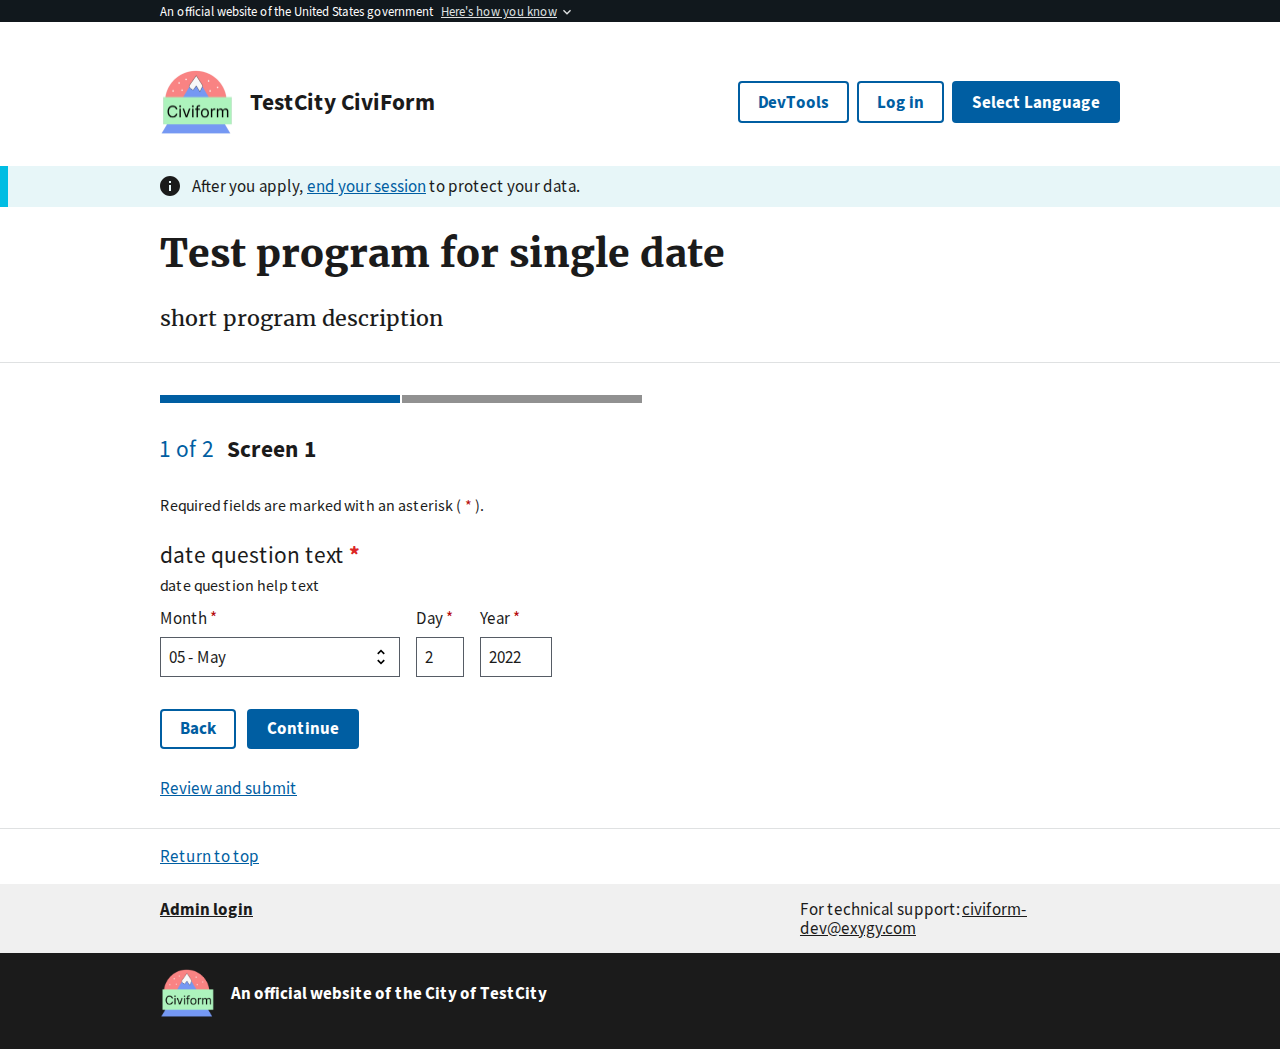 An official website of the United States government Here's how you know
Civiform
TestCity CiviForm
DevTools
Log in
Select Language
After you apply, end your session to protect your data.
Test program for single date
short program description
1 of 2 Screen 1
Required fields are marked with an asterisk ( * ).
date question text *
date question help text
Month * Day * Year *
05 - May 2 2022
Back Continue
Review and submit
Return to top
Admin login
For technical support: civiform-
dev@exygy.com
Civiform
An official website of the City of TestCity